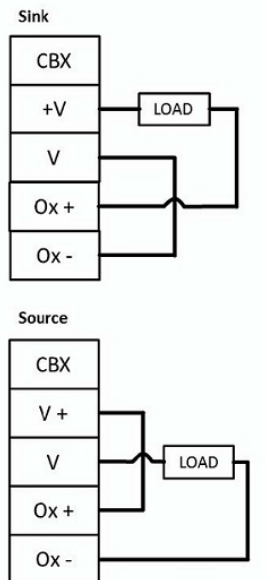 Sink
CBX
+V
LOAD
V
Ox +
Ox -
Source
CBX
V +
V
LOAD
Ox +
Ox -